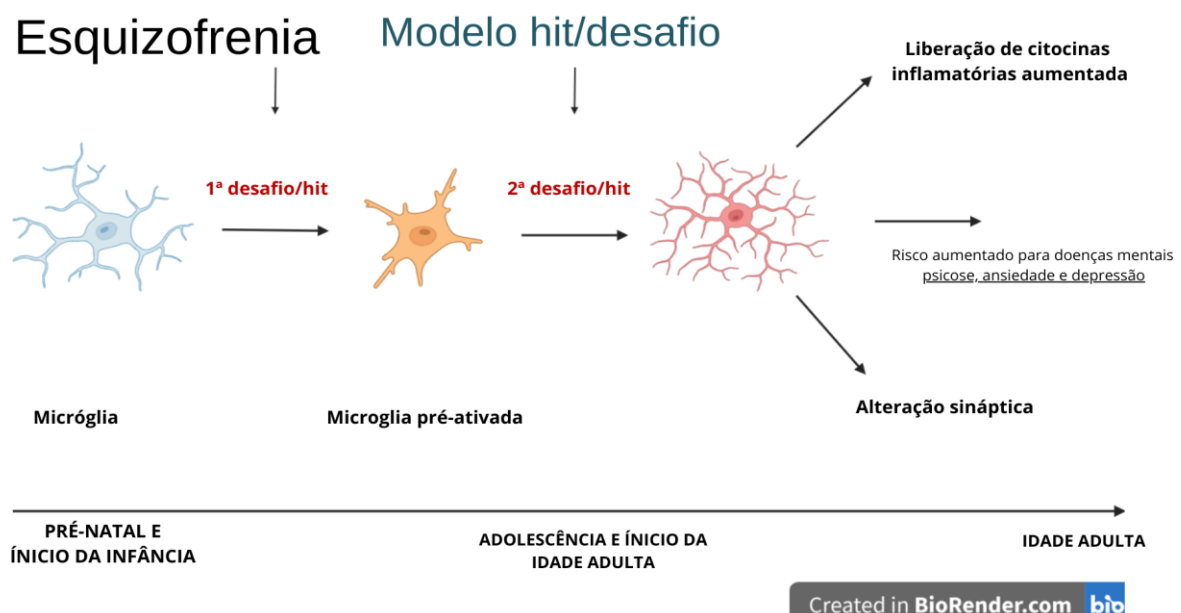 Esquizofrenia
Modelo hit/desafio
Liberação de citocinas
inflamatórias aumentada
1ª desafio/hit
2ª desafio/hit
Risco aumentado para doenças mentais
psicose, ansiedade e depressão
Alteração sináptica
Micróglia
Microglia pré-ativada
PRÉ-NATAL E
ÍNICIO DA INFÂNCIA
ADOLESCÊNCIA E ÍNICIO DA
IDADE ADULTA
IDADE ADULTA
Created in BioRender.com bio